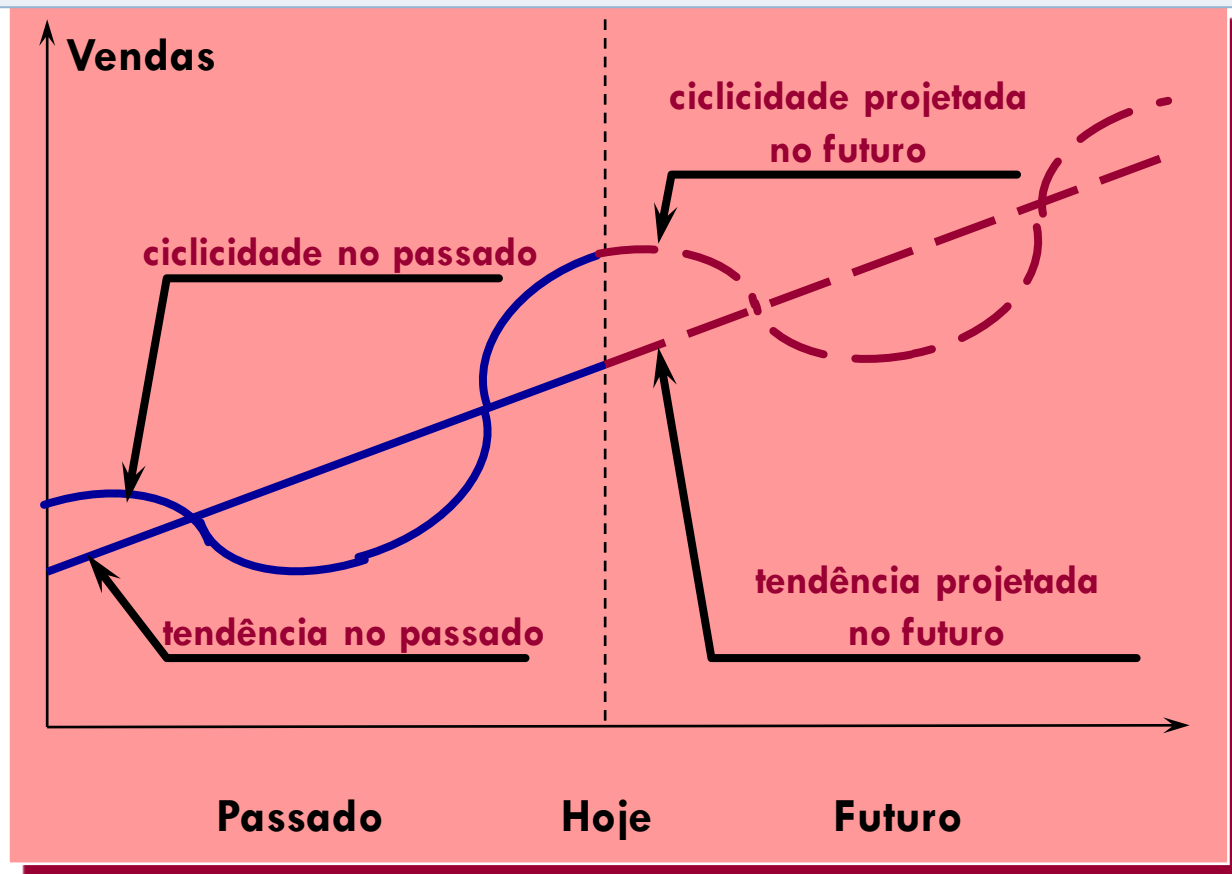 Vendas
ciclicidade projetada
no futuro
ciclicidade no passado
tendência projetada
no futuro
tendência no passado
Passado
Hoje
Futuro